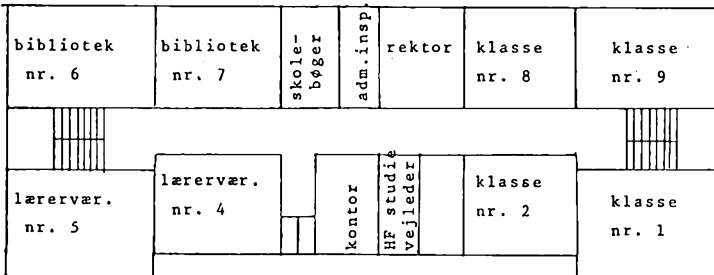 bibliotek
nr. 6
bibliotek
nr. 7
skole-
bøger
adm.insp.
rektor
klasse
nr. 8
klasse
nr. 9
lærervær.
nr. 5
lærervær.
nr. 4
kontor
HF studie
vejleder
klasse
nr. 2
klasse
nr. 1